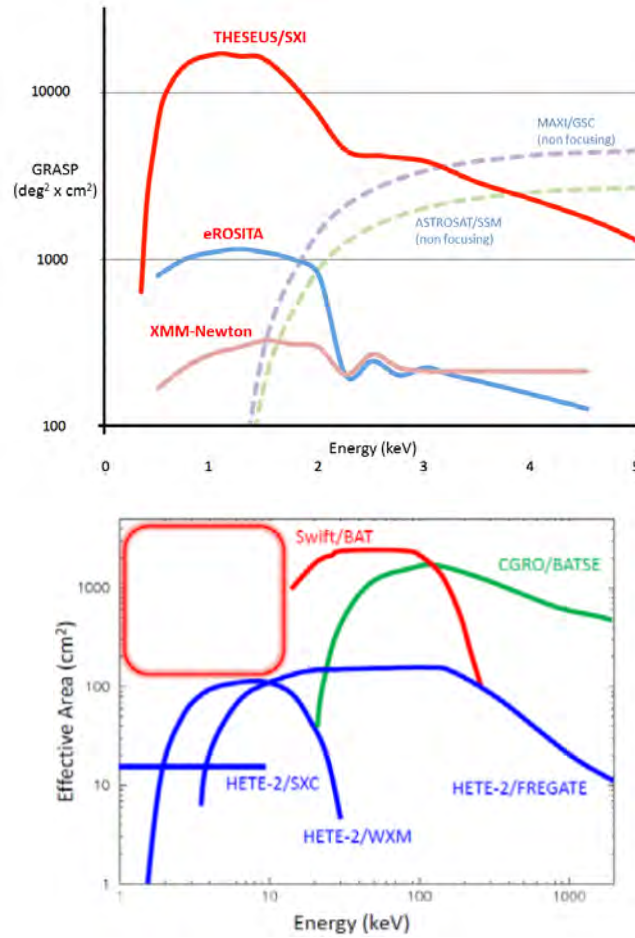 THESEUS/SXI
10000
MAXI/GSC
(non focusing)
GRASP
(deg² x cm²)
ASTROSAT/SSM
(non focusing)
eROSITA
1000
XMM-Newton
100
Energy (keV)
0 1 2 3 4 5
Swift/BAT
CGRO/BATSE
1000
Effective Area (cm²)
100
10
HETE-2/SXC
HETE-2/FREGATE
HETE-2/WXM
1
1 10 100 1000
Energy (keV)